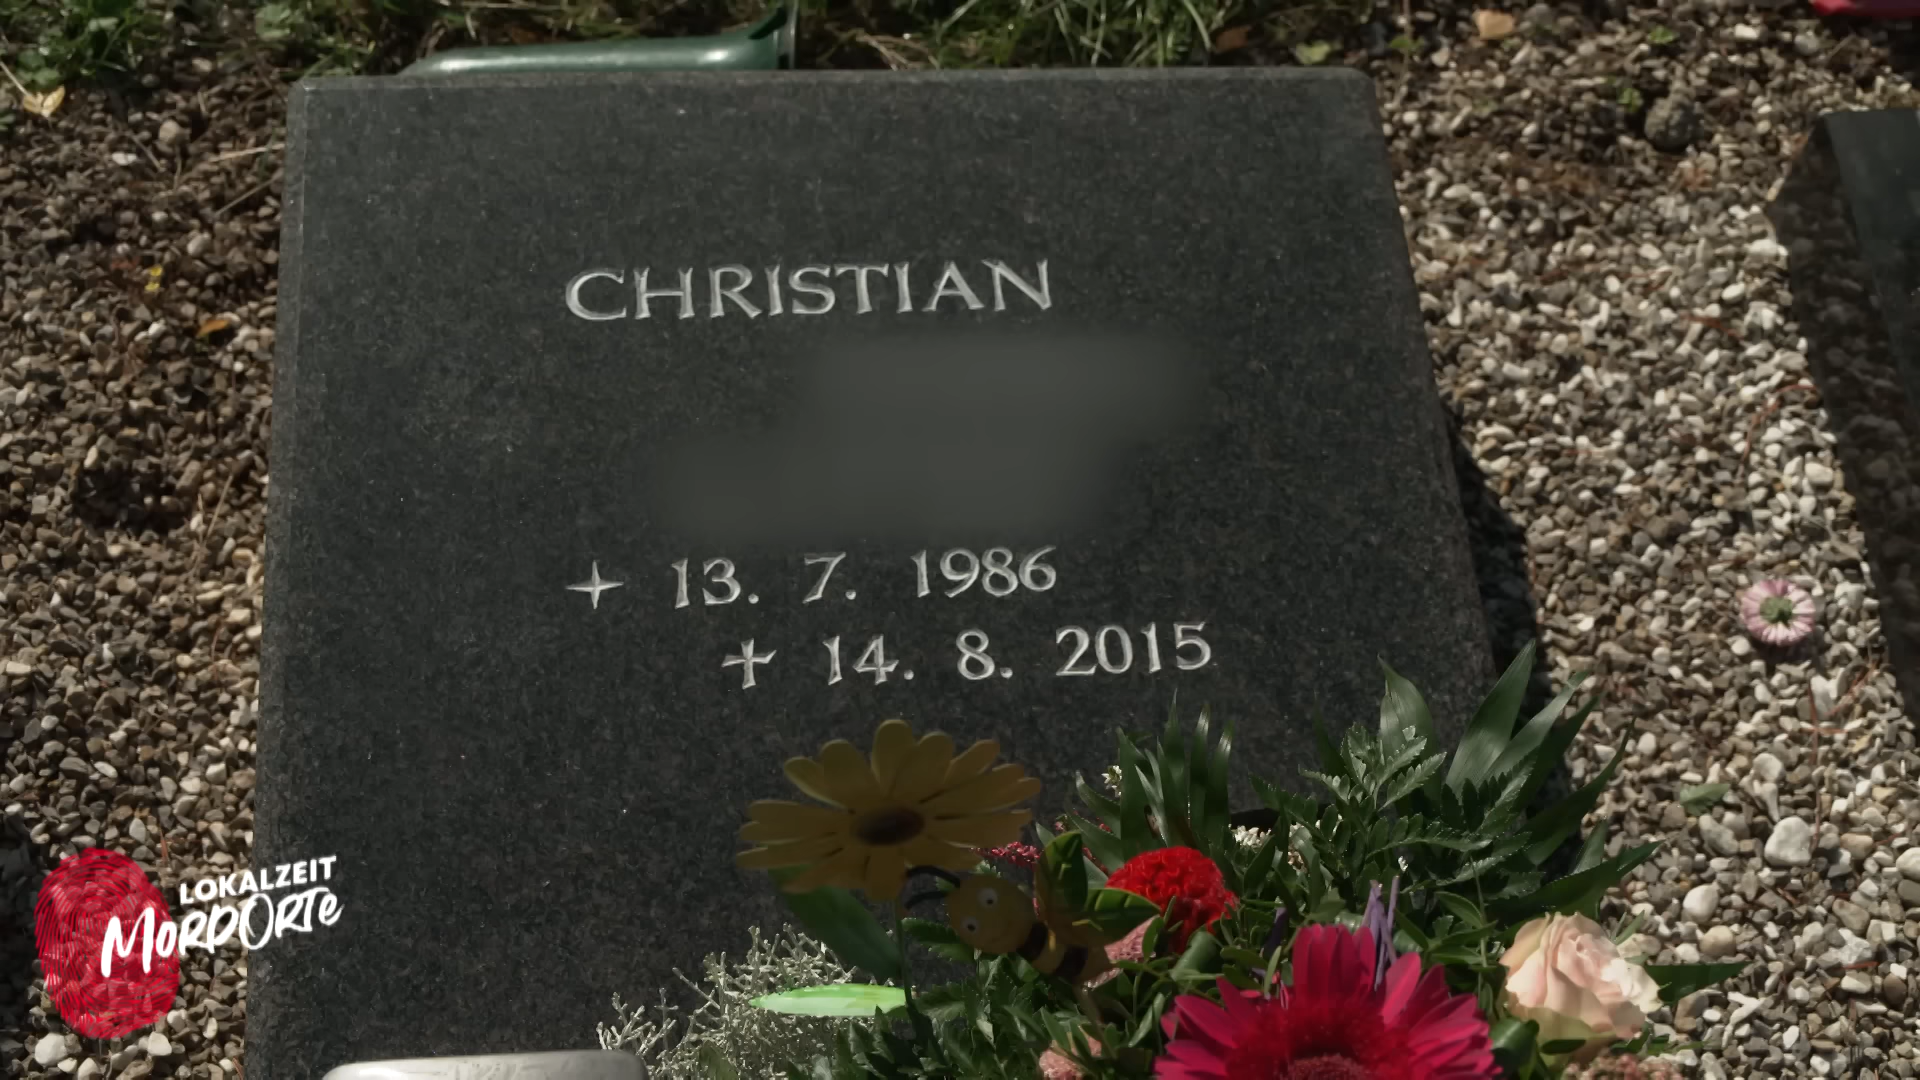 CHRISTIAN
+ 13. 7. 1986
+ 14. 8. 2015
LOKALZEIT
MORDORTE